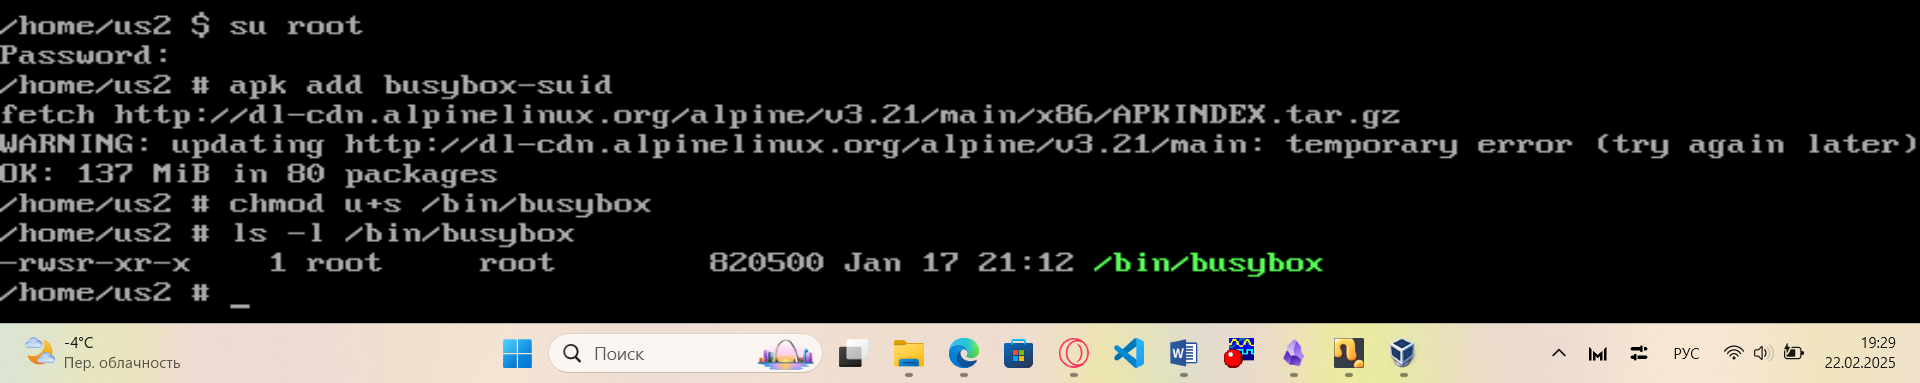 /home/us2 $ su root
Password:
/home/us2 # apk add busybox-suid
fetch http://dl-cdn.alpinelinux.org/alpine/v3.21/main/x86/APKINDEX.tar.gz
WARNING: updating http://dl-cdn.alpinelinux.org/alpine/v3.21/main: temporary error (try again later)
OK: 137 MiB in 80 packages
/home/us2 # chmod u+s /bin/busybox
/home/us2 # ls -l /bin/busybox
-rwsr-xr-x    1 root     root        820500 Jan 17 21:12 /bin/busybox
/home/us2 # _
-4°C
Пер. облачность
Поиск
РУС
19:29
22.02.2025